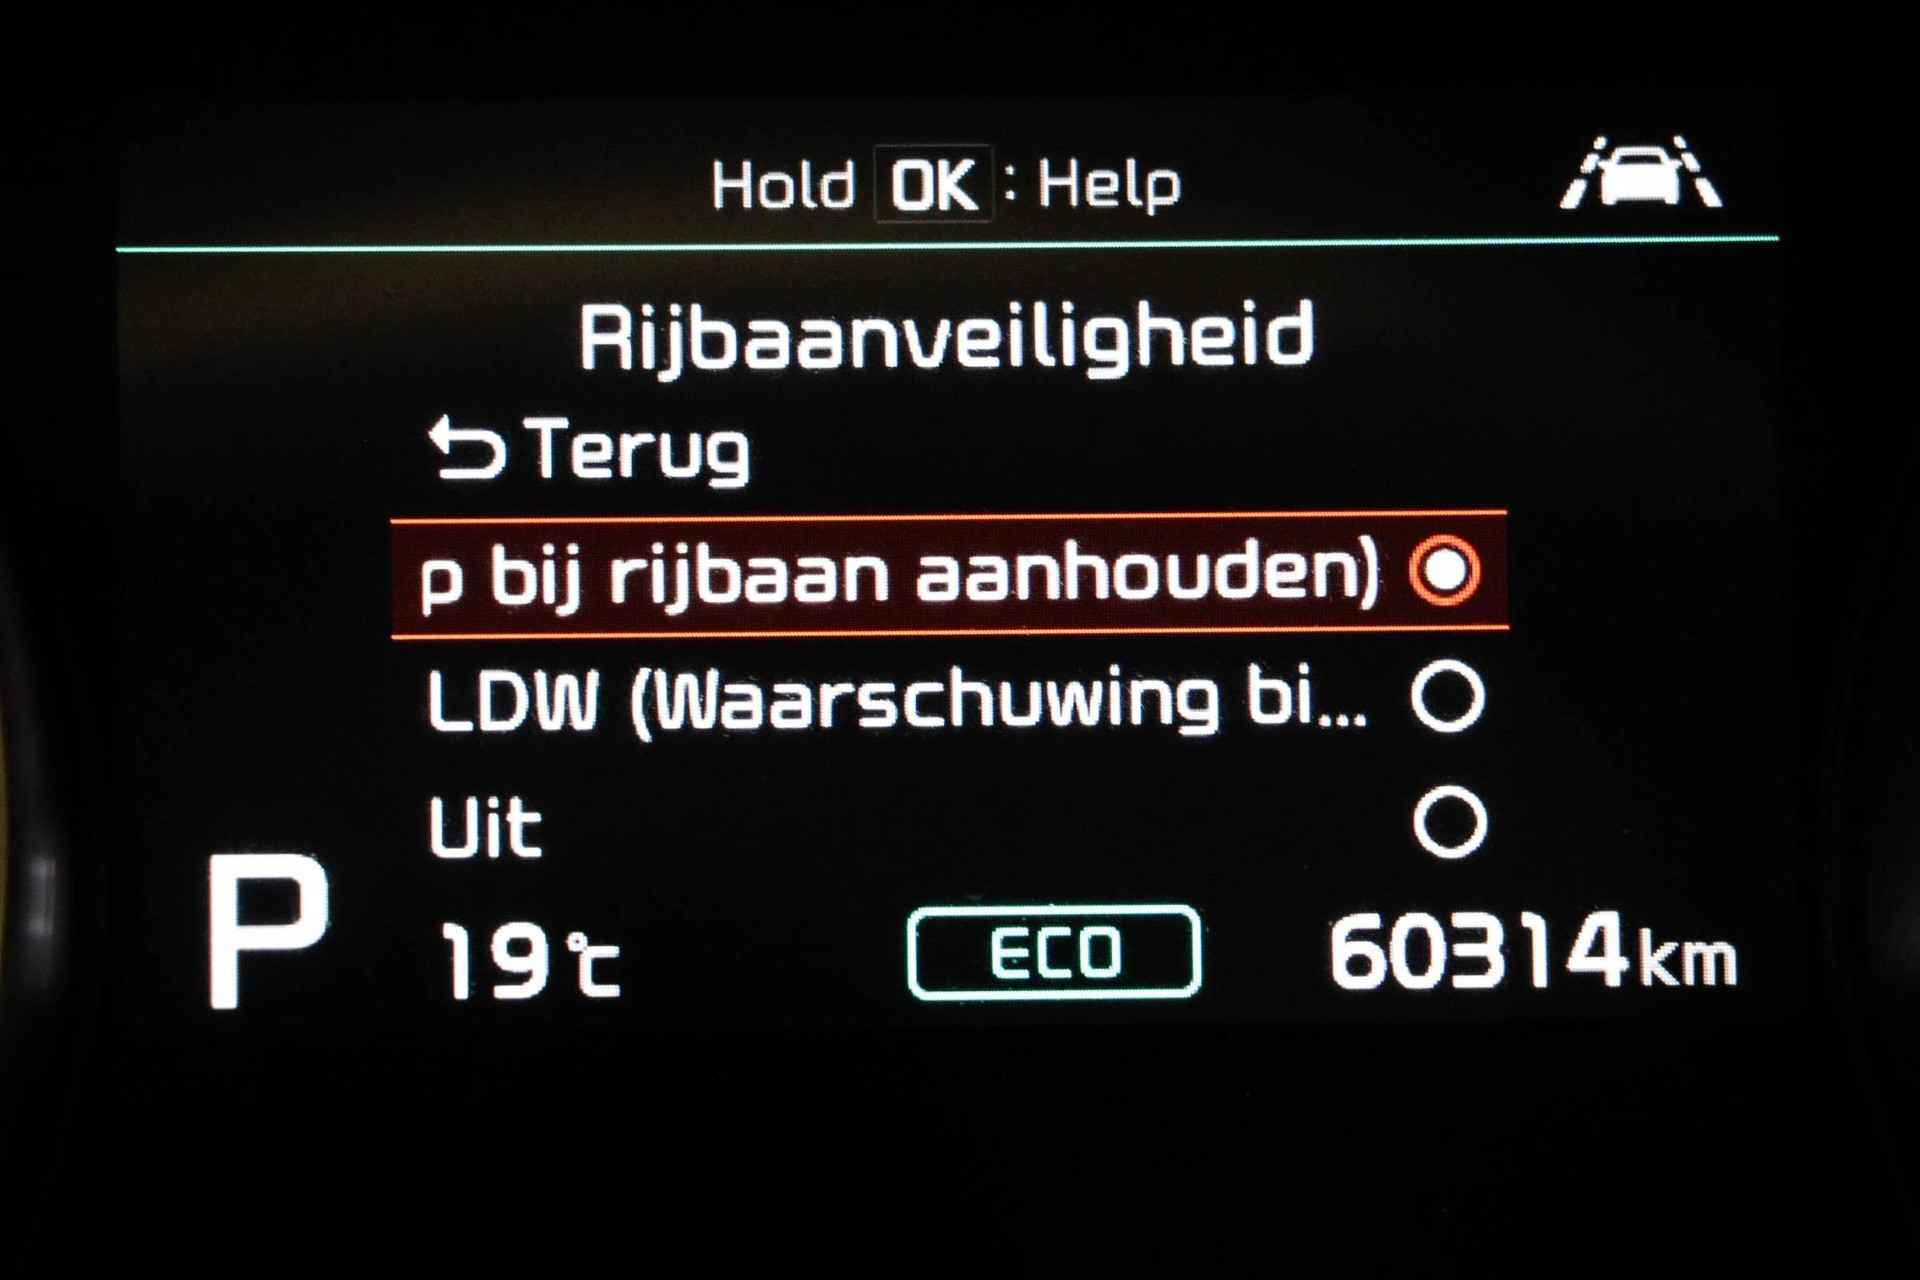 Hold OK : Help
Rijbaanveiligheid
Terug
p bij rijbaan aanhouden)
LDW (Waarschuwing bi...
Uit
P
19°C
ECO
60314km